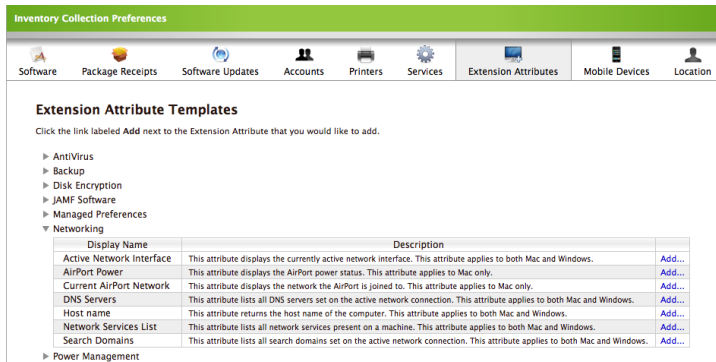 Inventory Collection Preferences
Software Package Receipts Software Updates Accounts Printers Services Extension Attributes Mobile Devices Location
Extension Attribute Templates
Click the link labeled Add next to the Extension Attribute that you would like to add.
AntiVirus
Backup
Disk Encryption
JAMF Software
Managed Preferences
Networking
Display Name Description
Active Network Interface This attribute displays the currently active network interface. This attribute applies to both Mac and Windows. Add...
AirPort Power This attribute displays the AirPort power status. This attribute applies to Mac only. Add...
Current AirPort Network This attribute displays the network the AirPort is joined to. This attribute applies to Mac only. Add...
DNS Servers This attribute lists all DNS servers set on the active network connection. This attribute applies to both Mac and Windows. Add...
Host name This attribute returns the host name of the computer. This attribute applies to both Mac and Windows. Add...
Network Services List This attribute lists all network services present on a machine. This attribute applies to both Mac and Windows. Add...
Search Domains This attribute lists all search domains set on the active network connection. This attribute applies to both Mac and Windows. Add...
Power Management